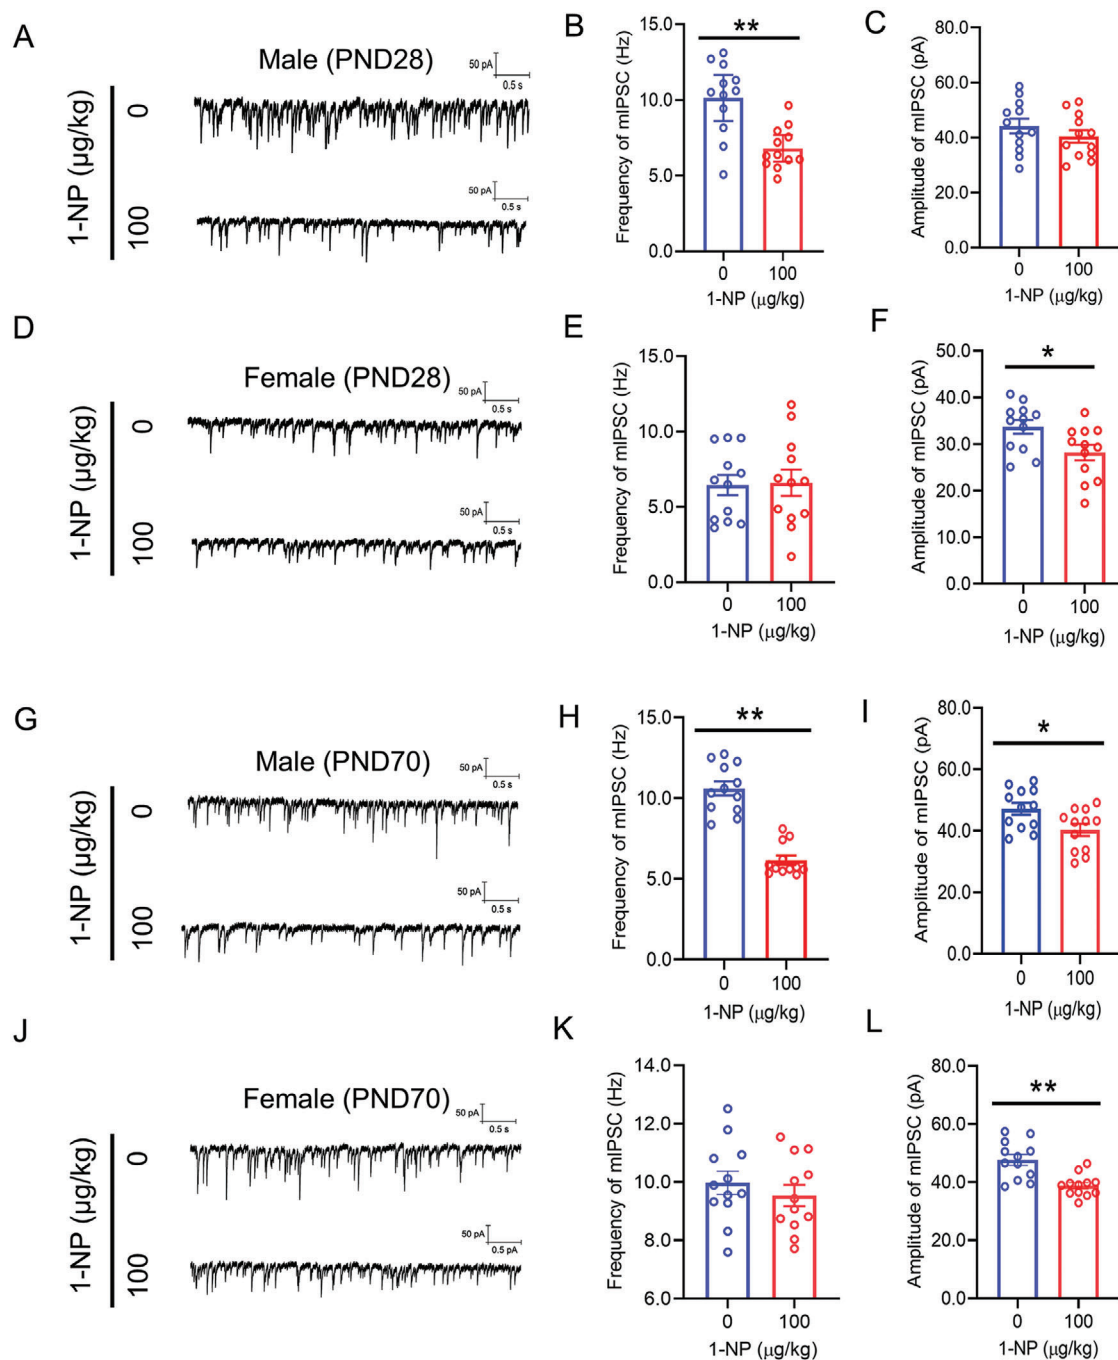 A
Male (PND28)
50 pA
0.5 s
1-NP (µg/kg)
0
50 pA
0.5 s
100
B
**
Frequency of mIPSC (Hz)
15.0
10.0
5.0
0.0
0 100
1-NP (µg/kg)
C
Amplitude of mIPSC (pA)
80.0
60.0
40.0
20.0
0.0
0 100
1-NP (µg/kg)
D
Female (PND28)
50 pA
0.5 s
1-NP (µg/kg)
0
50 pA
0.5 s
100
E
Frequency of mIPSC (Hz)
15.0
10.0
5.0
0.0
0 100
1-NP (µg/kg)
F
*
Amplitude of mIPSC (pA)
50.0
40.0
30.0
20.0
10.0
0.0
0 100
1-NP (µg/kg)
G
Male (PND70)
50 pA
0.5 s
1-NP (µg/kg)
0
50 pA
0.5 s
100
H
**
Frequency of mIPSC (Hz)
15.0
10.0
5.0
0.0
0 100
1-NP (µg/kg)
I
*
Amplitude of mIPSC (pA)
80.0
60.0
40.0
20.0
0.0
0 100
1-NP (µg/kg)
J
Female (PND70)
50 pA
0.5 s
1-NP (µg/kg)
0
50 pA
0.5 pA
100
K
Frequency of mIPSC (Hz)
14.0
12.0
10.0
8.0
6.0
0 100
1-NP (µg/kg)
L
**
Amplitude of mIPSC (pA)
80.0
60.0
40.0
20.0
0.0
0 100
1-NP (µg/kg)